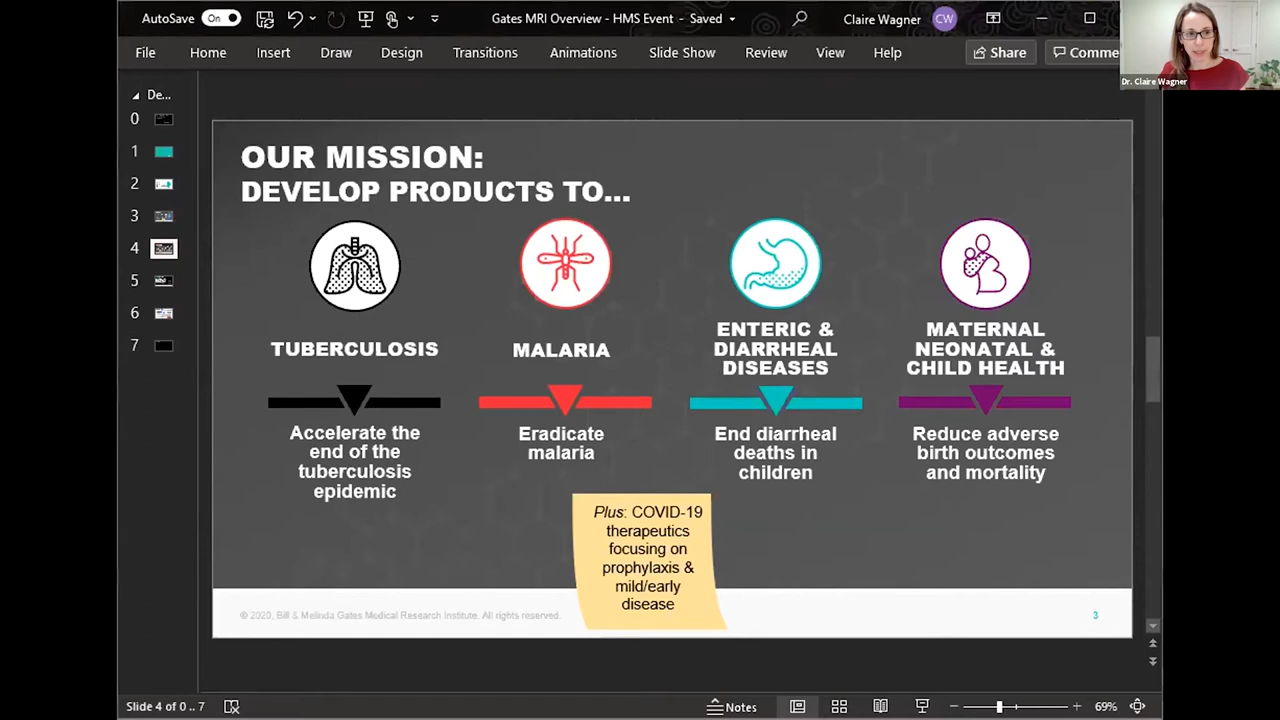 AutoSave On
Gates MRI Overview - HMS Event - Saved
Claire Wagner CW
File Home Insert Draw Design Transitions Animations Slide Show Review View Help Share Comme
Dr. Claire Wagner
De...
0
1
2
3
4
5
6
7
OUR MISSION:
DEVELOP PRODUCTS TO...
TUBERCULOSIS
Accelerate the
end of the
tuberculosis
epidemic
MALARIA
Eradicate
malaria
ENTERIC &
DIARRHEAL
DISEASES
End diarrheal
deaths in
children
MATERNAL
NEONATAL &
CHILD HEALTH
Reduce adverse
birth outcomes
and mortality
Plus: COVID-19
therapeutics
focusing on
prophylaxis &
mild/early
disease
© 2020, Bill & Melinda Gates Medical Research Institute. All rights reserved.
3
Slide 4 of 0 .. 7
Notes
69%